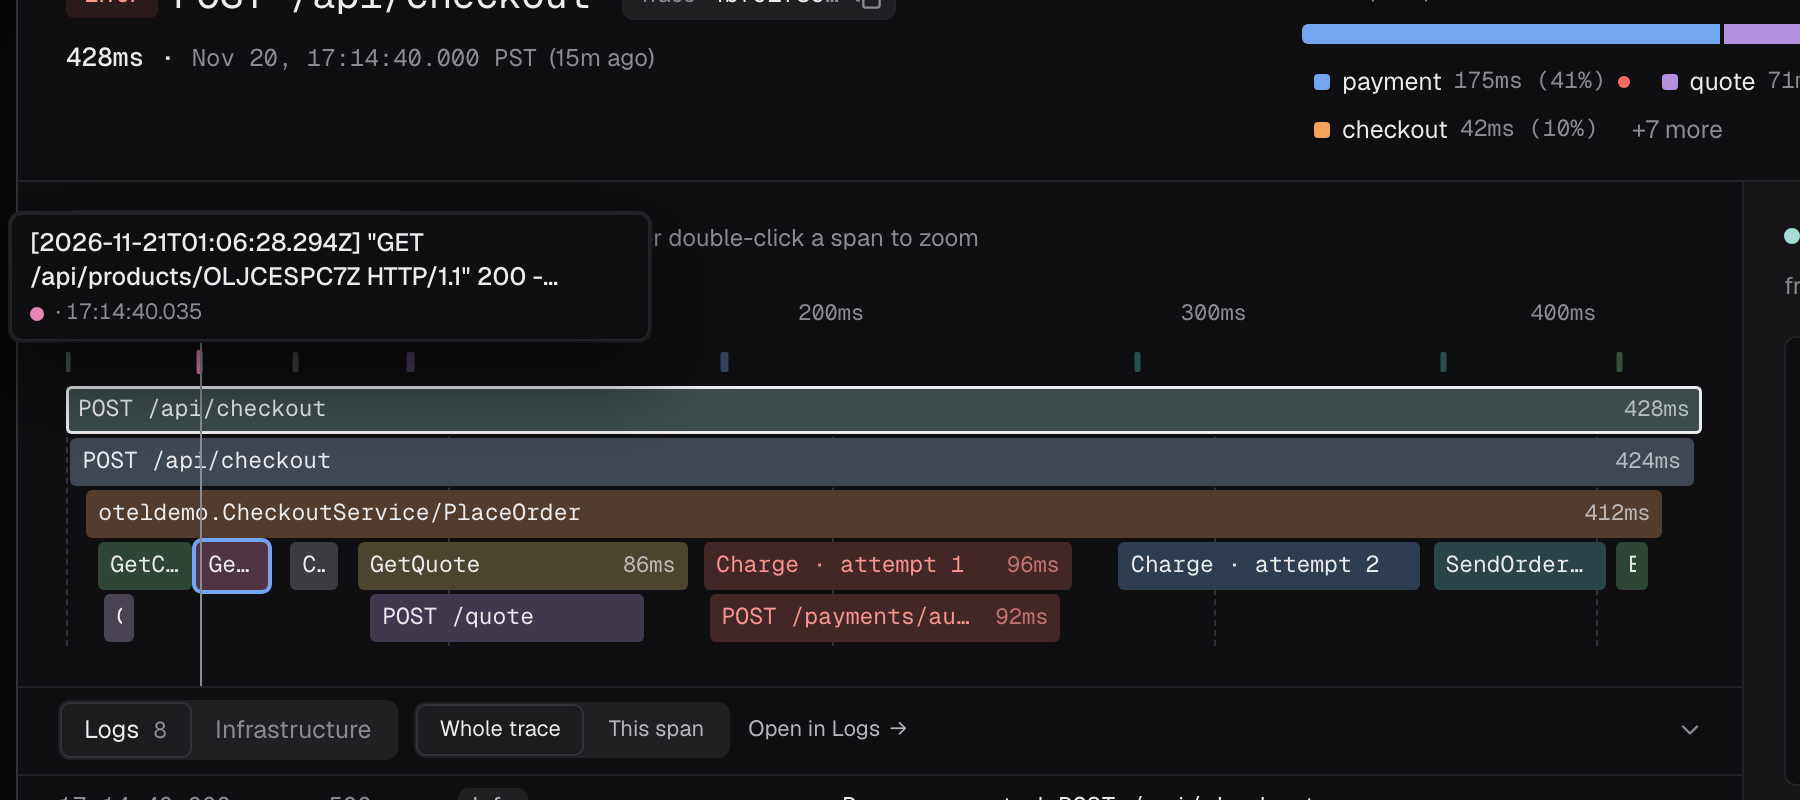 POST /api/checkout
428ms · Nov 20, 17:14:40.000 PST (15m ago)
payment 175ms (41%) quote
checkout 42ms (10%) +7 more
[2026-11-21T01:06:28.294Z] "GET
/api/products/OLJCESPC7Z HTTP/1.1" 200 -…
· 17:14:40.035
double-click a span to zoom
200ms 300ms 400ms
POST /api/checkout 428ms
POST /api/checkout 424ms
oteldemo.CheckoutService/PlaceOrder 412ms
GetC… Ge… C… GetQuote 86ms Charge · attempt 1 96ms Charge · attempt 2 SendOrder…
POST /quote POST /payments/au… 92ms
Logs 8 Infrastructure Whole trace This span Open in Logs →